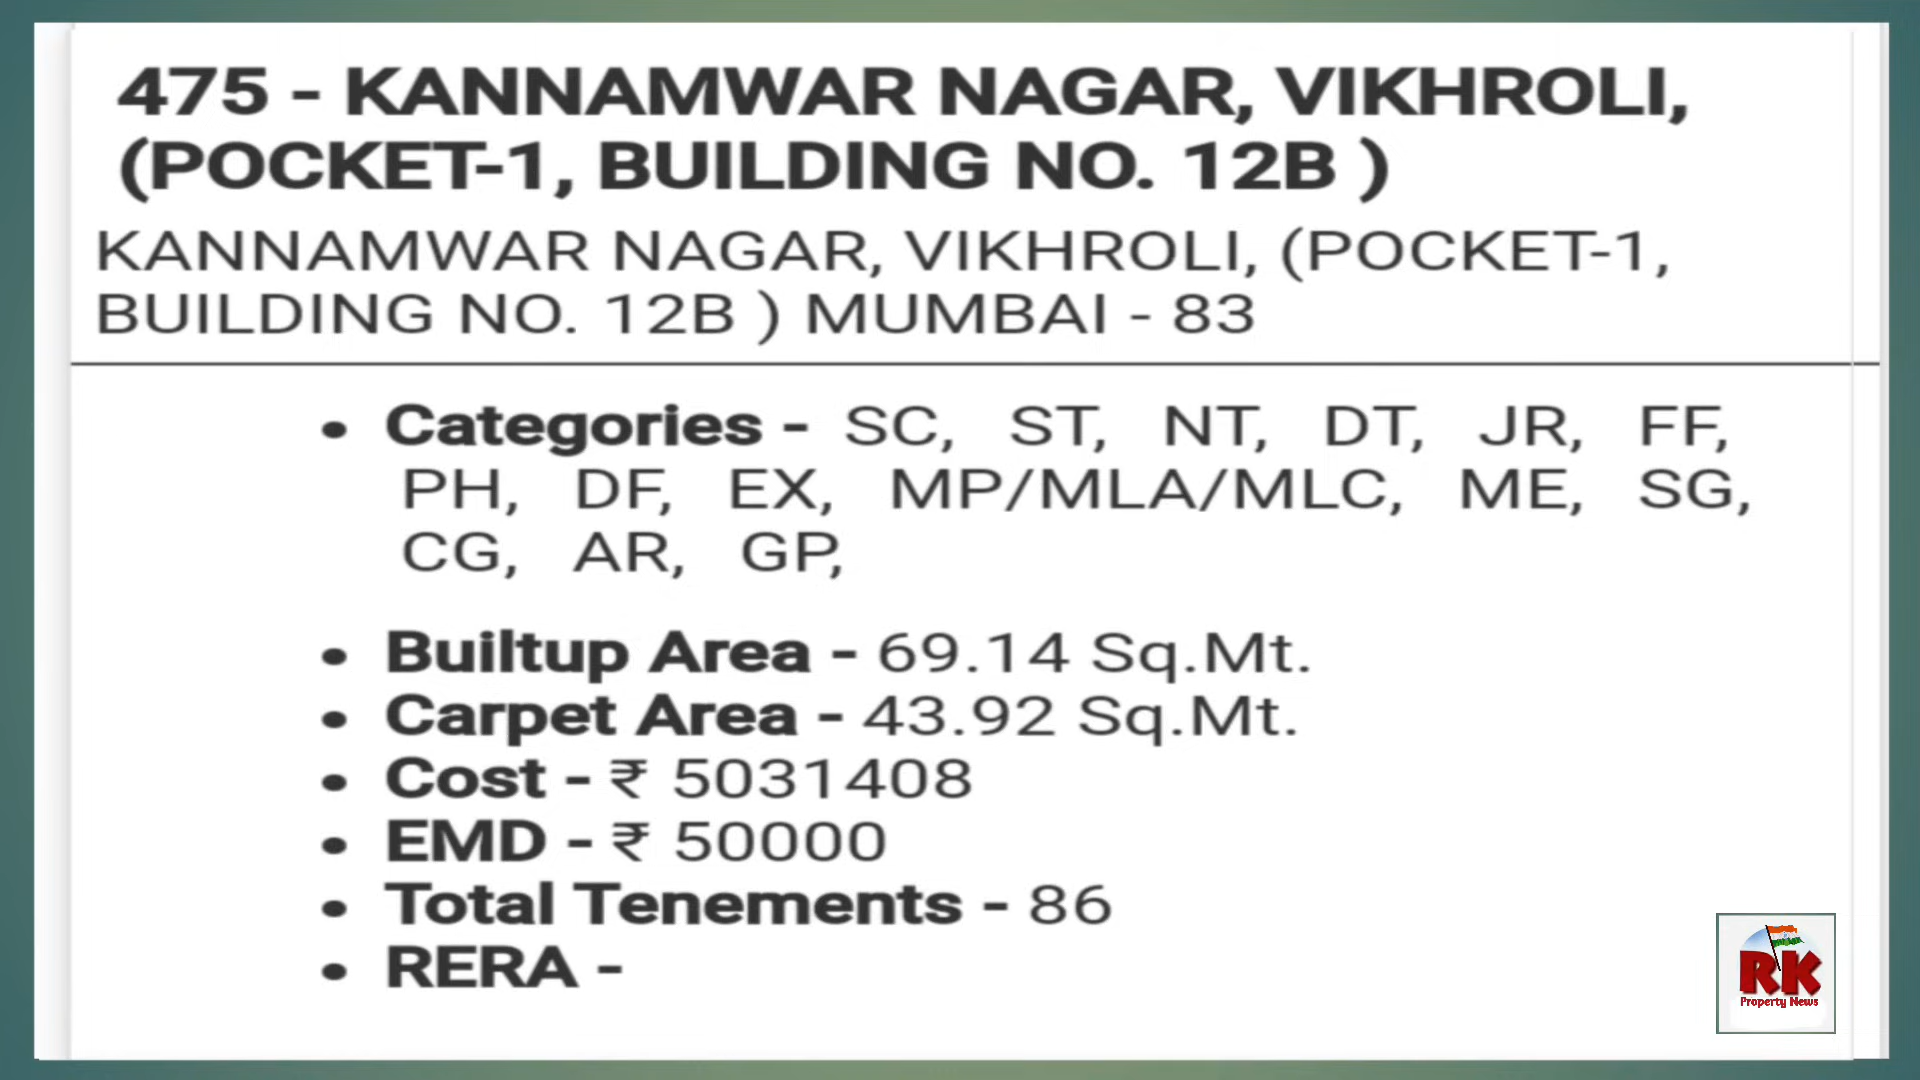 475 - KANNAMWAR NAGAR, VIKHROLI,
(POCKET-1, BUILDING NO. 12B )
KANNAMWAR NAGAR, VIKHROLI, (POCKET-1,
BUILDING NO. 12B ) MUMBAI - 83
• Categories - SC, ST, NT, DT, JR, FF,
PH, DF, EX, MP/MLA/MLC, ME, SG,
CG, AR, GP,
• Builtup Area - 69.14 Sq.Mt.
• Carpet Area - 43.92 Sq.Mt.
• Cost - ₹ 5031408
• EMD - ₹ 50000
• Total Tenements - 86
• RERA -
RK
Property News